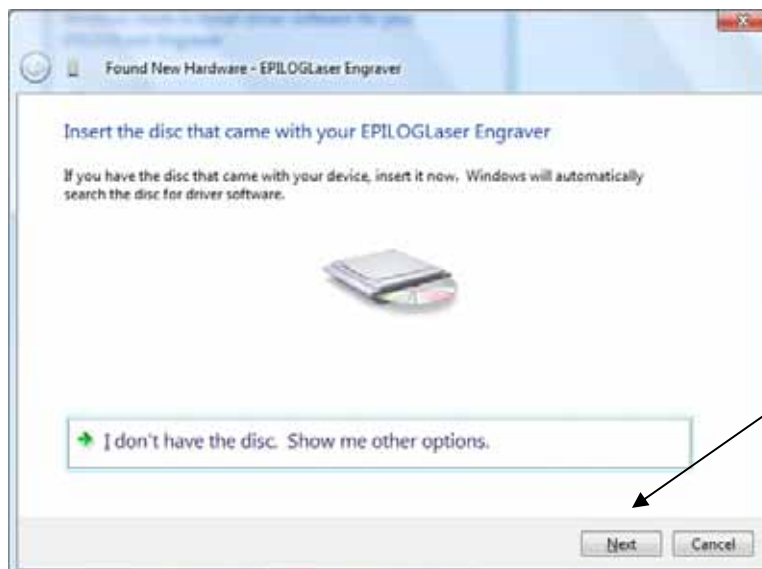 Found New Hardware - EPILOGLaser Engraver
Insert the disc that came with your EPILOGLaser Engraver
If you have the disc that came with your device, insert it now. Windows will automatically
search the disc for driver software.
I don't have the disc. Show me other options.
Next
Cancel